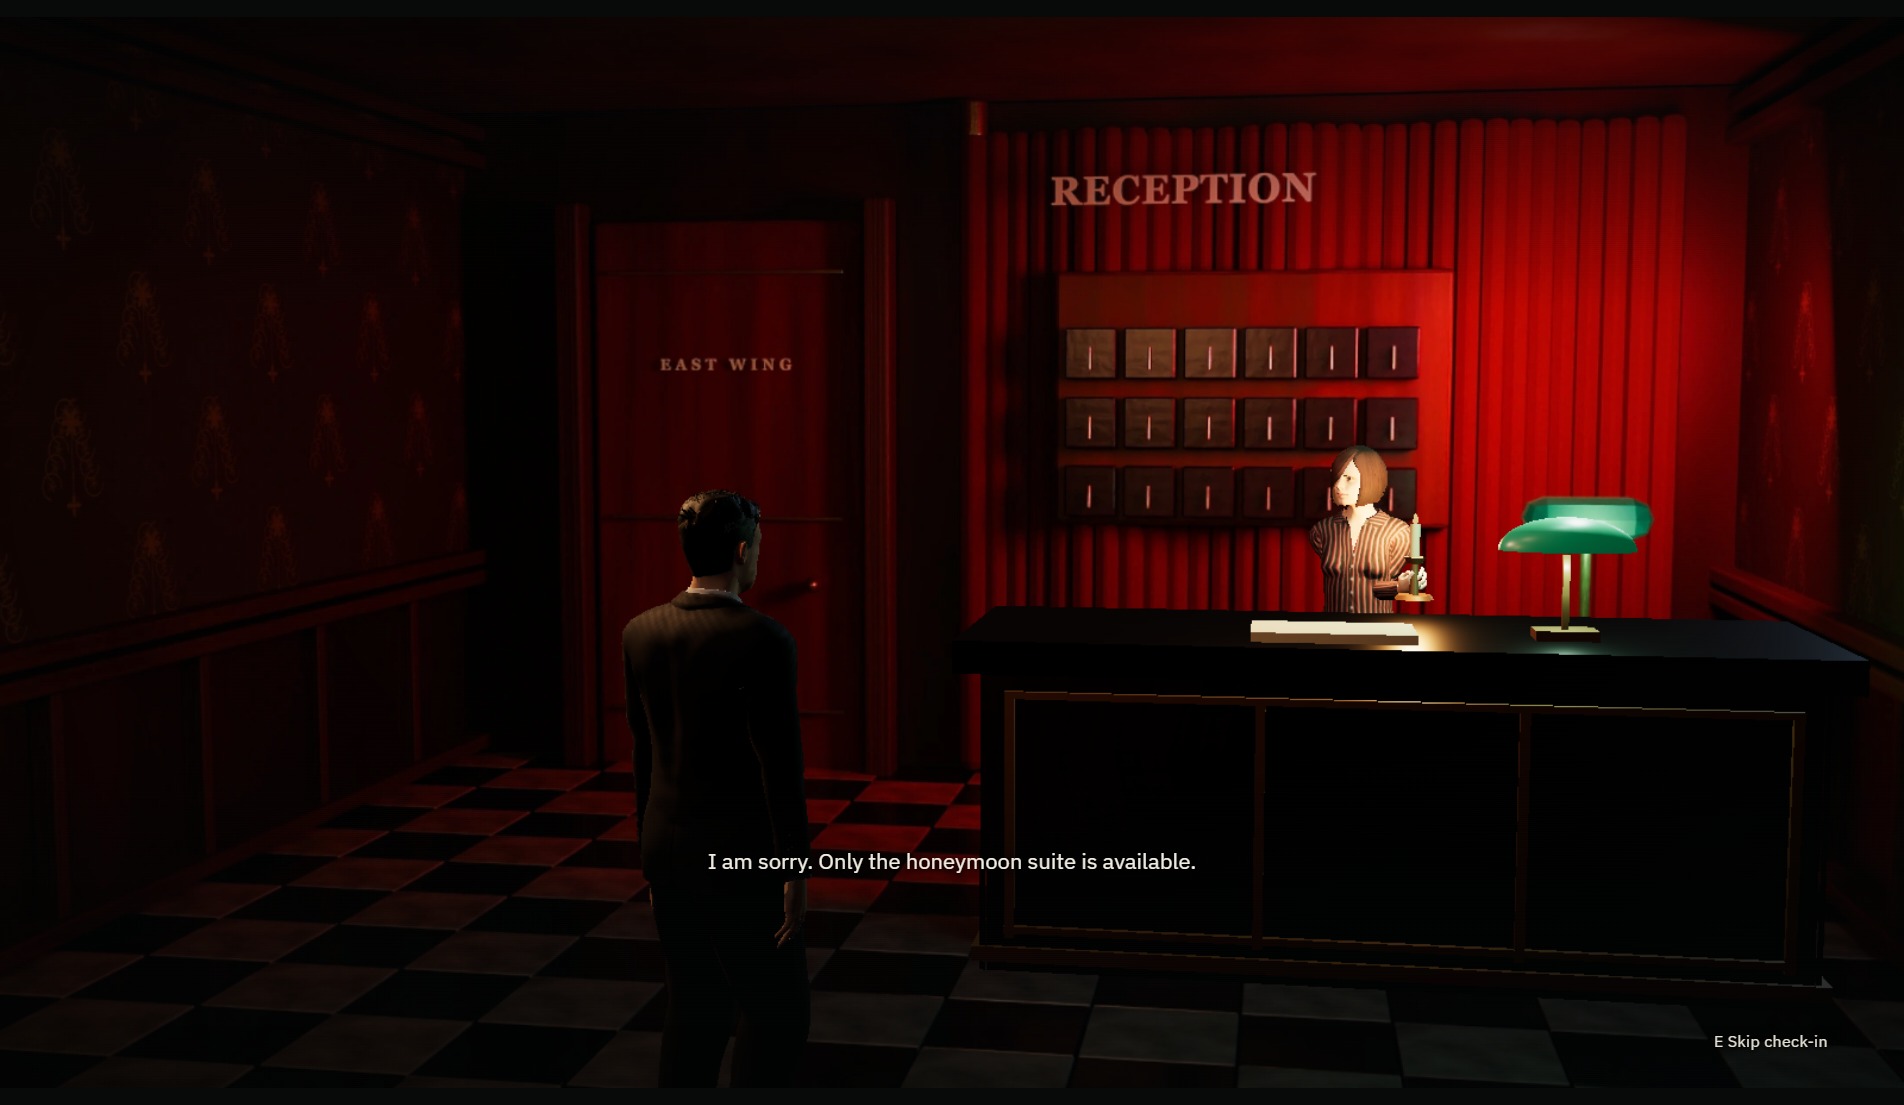 RECEPTION
EAST WING
I am sorry. Only the honeymoon suite is available.
E Skip check-in